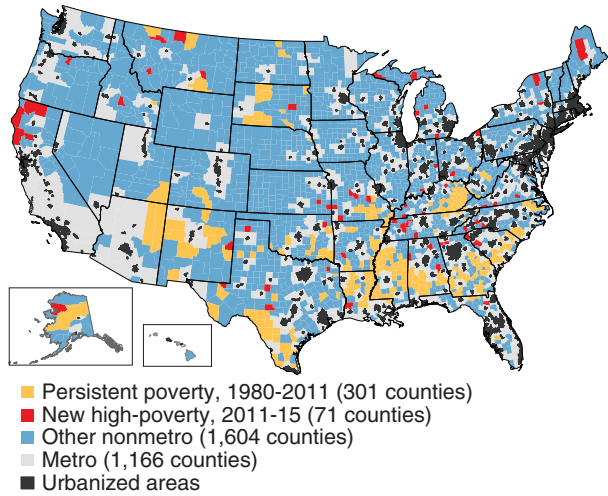 Persistent poverty, 1980-2011 (301 counties)
New high-poverty, 2011-15 (71 counties)
Other nonmetro (1,604 counties)
Metro (1,166 counties)
Urbanized areas